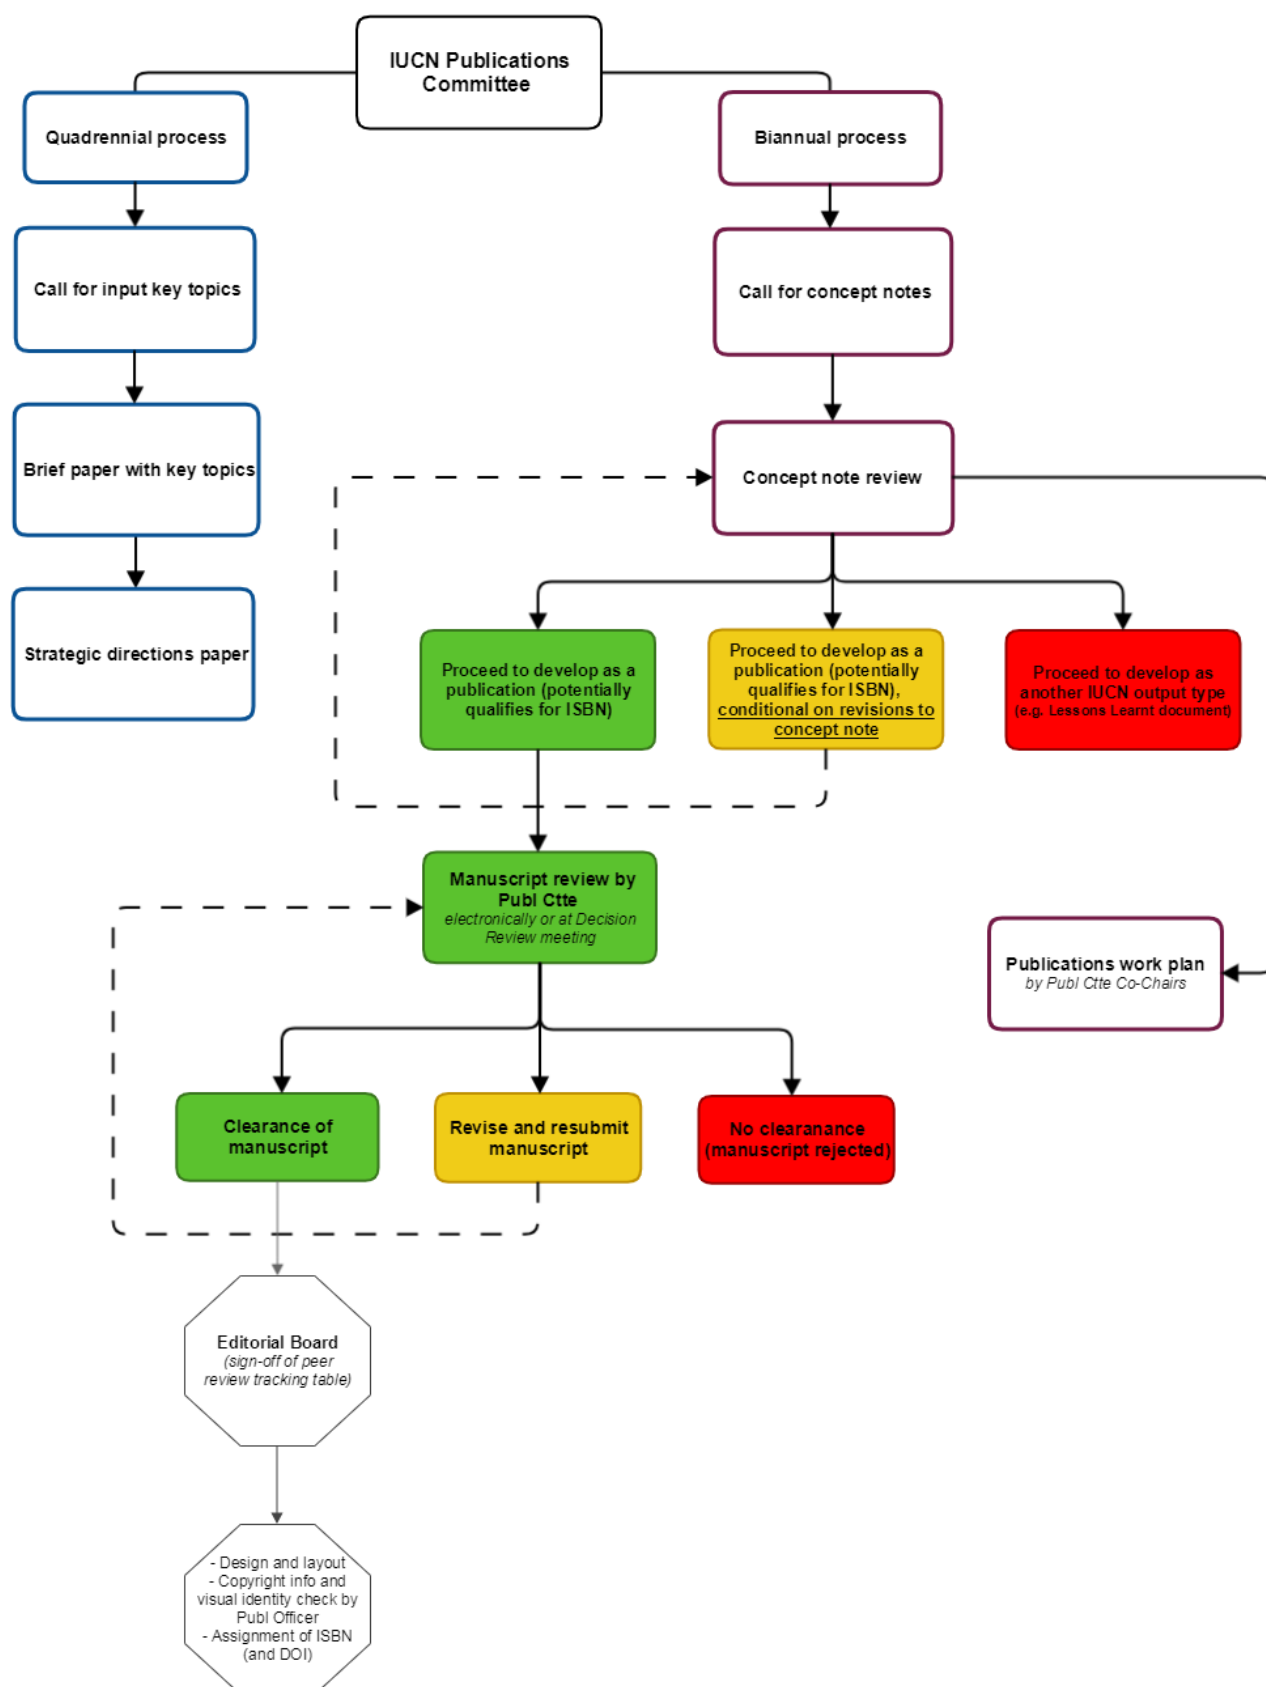 IUCN Publications
Committee
Quadrennial process
Biannual process
Call for input key topics
Call for concept notes
Brief paper with key topics
Concept note review
Strategic directions paper
Proceed to develop as a
publication (potentially
qualifies for ISBN)
Proceed to develop as a
publication (potentially
qualifies for ISBN),
conditional on revisions to
concept note
Proceed to develop as
another IUCN output type
(e.g. Lessons Learnt document)
Manuscript review by
Publ Ctte
electronically or at Decision
Review meeting
Publications work plan
by Publ Ctte Co-Chairs
Clearance of
manuscript
Revise and resubmit
manuscript
No clearanance
(manuscript rejected)
Editorial Board
(sign-off of peer
review tracking table)
- Design and layout
- Copyright info and
visual identity check by
Publ Officer
- Assignment of ISBN
(and DOI)